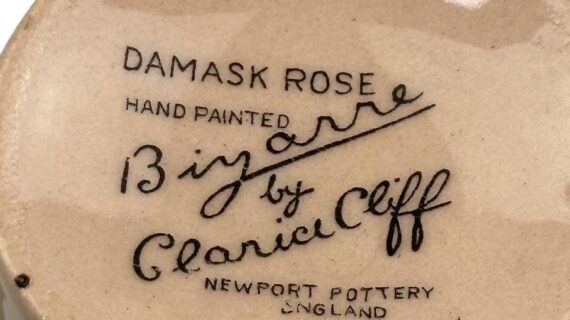 DAMASK ROSE
HAND PAINTED
Bizarre
by
Clarice Cliff
NEWPORT POTTERY
ENGLAND